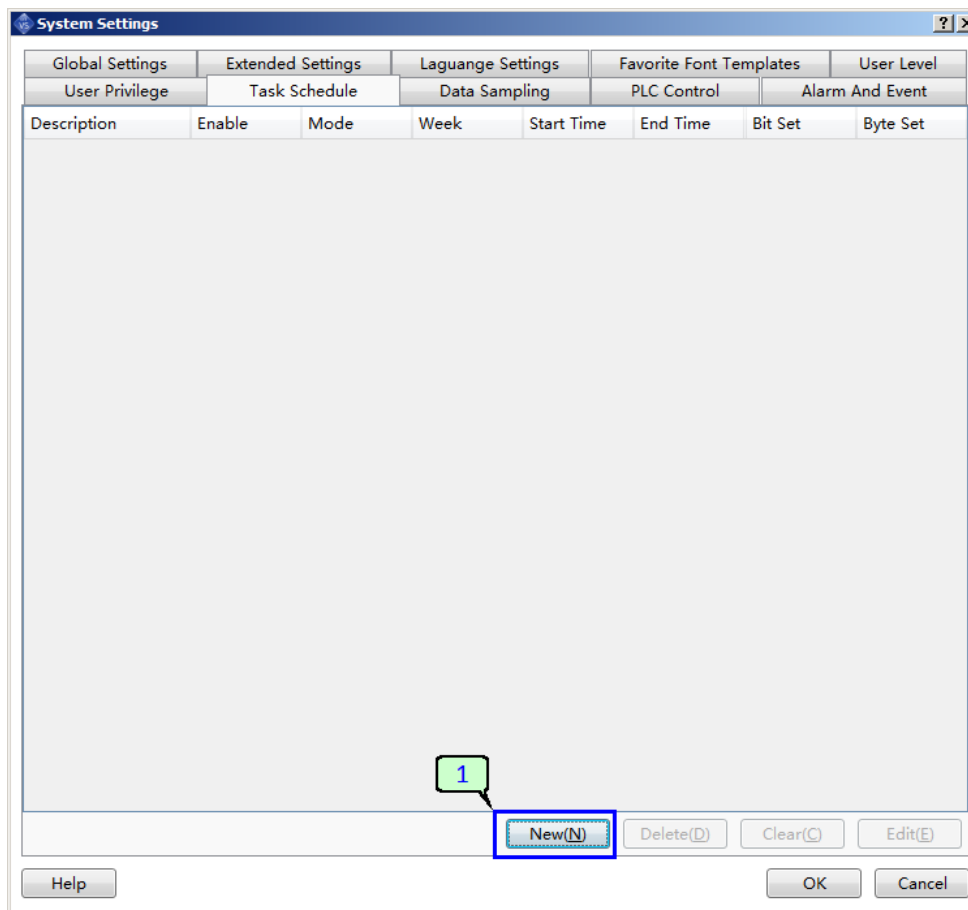 VS System Settings ?
Global Settings Extended Settings Laguange Settings Favorite Font Templates User Level
User Privilege Task Schedule Data Sampling PLC Control Alarm And Event
Description Enable Mode Week Start Time End Time Bit Set Byte Set
1
New(N) Delete(D) Clear(C) Edit(E)
Help OK Cancel